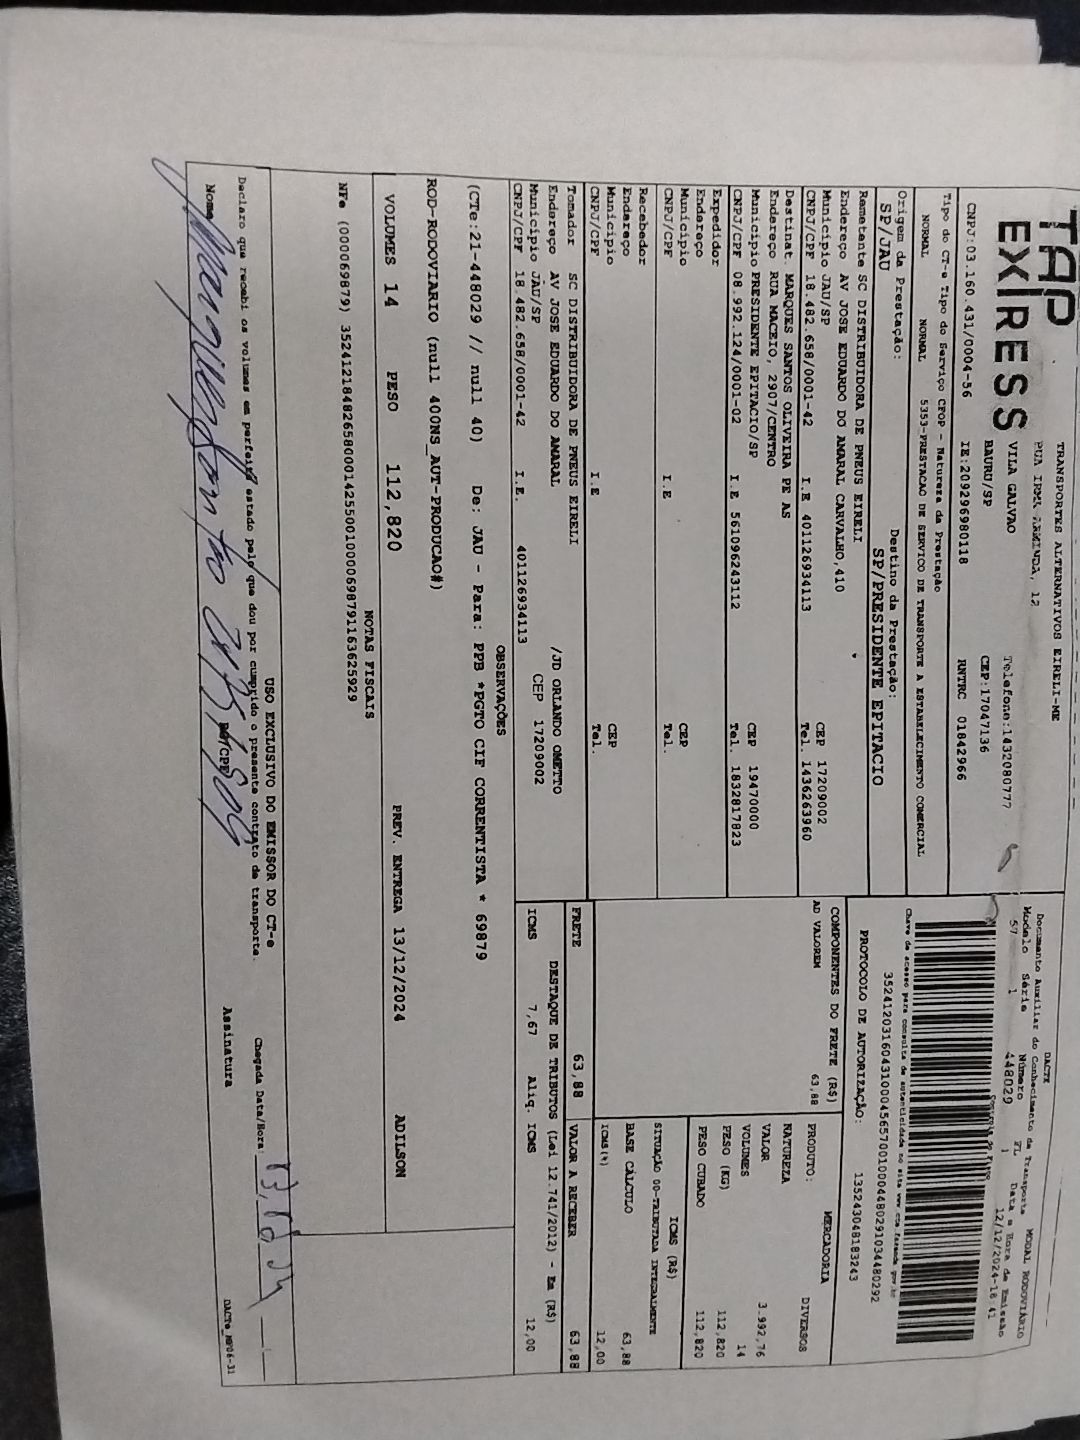 TAP
EXPRESS
TRANSPORTES ALTERNATIVOS EIRELI-ME
RUA IRMA ARMINDA, 12
VILA GALVAO Telefone:1432080777
BAURU/SP CEP:17047136
CNPJ:03.160.431/0004-56 IE:209296980118 RNTRC 01842966
DACTE MODAL RODOVIÁRIO
Documento Auxiliar do Conhecimento de Transporte
Modelo Série Número FL Data e Hora de Emissão
57 1 448029 1 12/12/2024-18:41
Controle do Fisco
Chave de acesso para consulta de autenticidade no site www.cte.fazenda.gov.br
35241203160431000456570010004480291034480292
PROTOCOLO DE AUTORIZAÇÃO: 135243048183243
Tipo do CT-e Tipo do Serviço CFOP - Natureza da Prestação
NORMAL NORMAL 5353-PRESTACAO DE SERVICO DE TRANSPORTE A ESTABELECIMENTO COMERCIAL
Origem da Prestação: Destino da Prestação:
SP/JAU SP/PRESIDENTE EPITACIO
Remetente SC DISTRIBUIDORA DE PNEUS EIRELI
Endereço AV JOSE EDUARDO DO AMARAL CARVALHO,410
Município JAU/SP CEP 17209002
CNPJ/CPF 18.482.658/0001-42 I.E 401126934113 Tel. 1436263960
Destinat. MARQUES SANTOS OLIVEIRA PE AS
Endereço RUA MACEIO, 2907/CENTRO
Município PRESIDENTE EPITACIO/SP CEP 19470000
CNPJ/CPF 08.992.124/0001-02 I.E 561096243112 Tel. 1832817823
Expedidor
Endereço
Município CEP
CNPJ/CPF I.E Tel.
Recebedor
Endereço
Município CEP
CNPJ/CPF I.E Tel.
Tomador SC DISTRIBUIDORA DE PNEUS EIRELI
Endereço AV JOSE EDUARDO DO AMARAL /JD ORLANDO OMETTO
Município JAU/SP CEP 17209002
CNPJ/CPF 18.482.658/0001-42 I.E. 401126934113
COMPONENTES DO FRETE (R$)
AD VALOREM 63,88
PRODUTO: MERCADORIA
NATUREZA DIVERSOS
VALOR 3.992,76
VOLUMES 14
PESO (KG) 112,820
PESO CUBADO 112,820
ICMS (R$)
SITUAÇÃO 00-TRIBUTADA INTEGRALMENTE
BASE CÁLCULO 63,88
ICMS(%) 12,00
FRETE 63,88 VALOR A RECEBER 63,88
DESTAQUE DE TRIBUTOS (Lei 12.741/2012) - Em (R$)
ICMS 7,67 Aliq. ICMS 12,00
OBSERVAÇÕES
(CTe:21-448029 // null 40) De: JAU - Para: PPB *PGTO CIF CORRENTISTA * 69879
ROD-RODOVIARIO (null 400NS_AUT-PRODUCAO#)
VOLUMES 14 PESO 112,820 PREV. ENTREGA 13/12/2024 ADILSON
NOTAS FISCAIS
NFe (000069879) 35241218482658000142550010000698791163625929
USO EXCLUSIVO DO EMISSOR DO CT-e
Declaro que recebi os volumes em perfeito estado pelo que dou por cumprido o presente contrato de transporte.
Chegada Data/Hora:
Nome RG/CPF Assinatura
DACTe_MP06-31